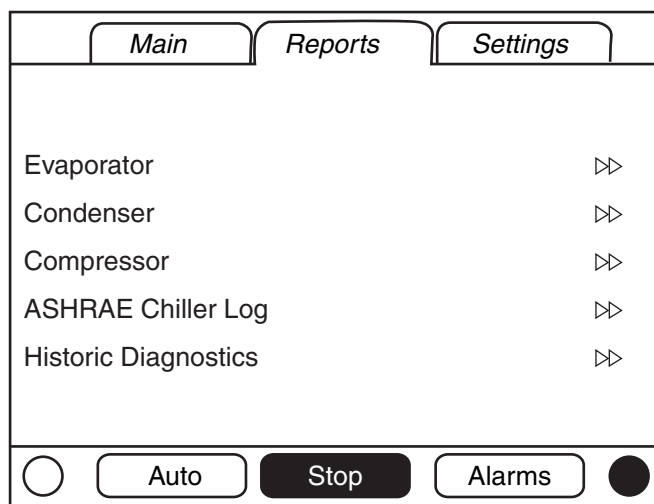 Main Reports Settings
Evaporator
Condenser
Compressor
ASHRAE Chiller Log
Historic Diagnostics
Auto Stop Alarms